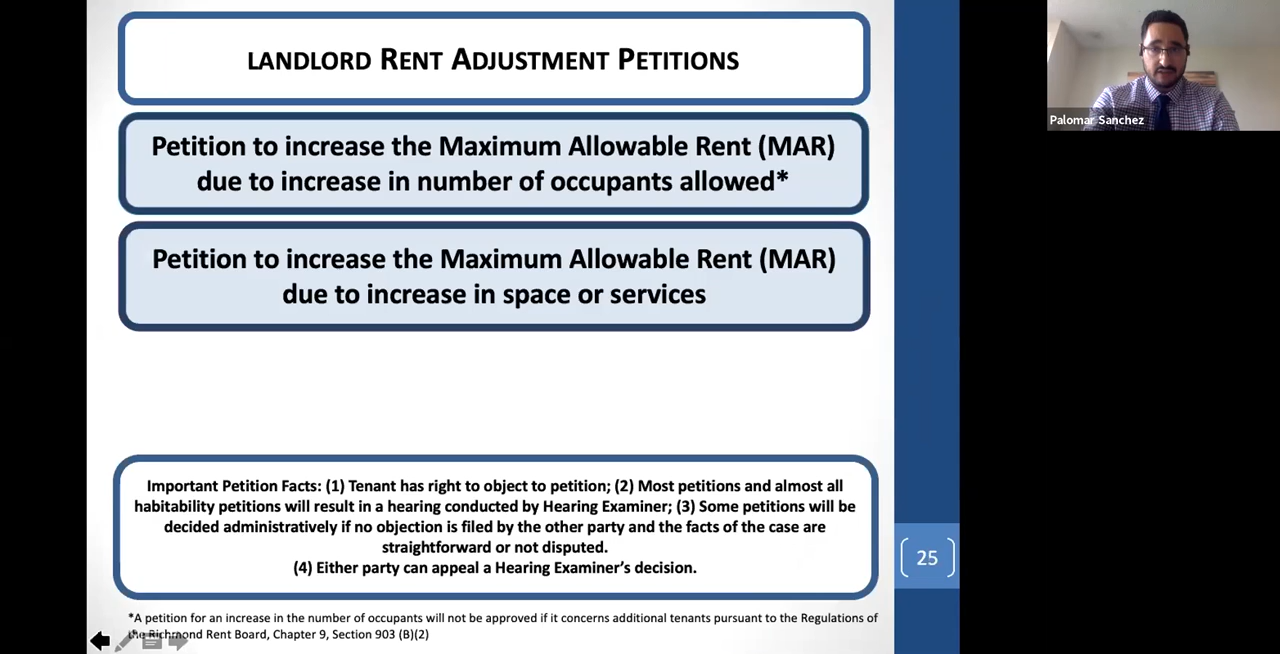 LANDLORD RENT ADJUSTMENT PETITIONS
Petition to increase the Maximum Allowable Rent (MAR)
due to increase in number of occupants allowed*
Petition to increase the Maximum Allowable Rent (MAR)
due to increase in space or services
Important Petition Facts: (1) Tenant has right to object to petition; (2) Most petitions and almost all
habitability petitions will result in a hearing conducted by Hearing Examiner; (3) Some petitions will be
decided administratively if no objection is filed by the other party and the facts of the case are
straightforward or not disputed.
(4) Either party can appeal a Hearing Examiner's decision.
*A petition for an increase in the number of occupants will not be approved if it concerns additional tenants pursuant to the Regulations of
the Richmond Rent Board, Chapter 9, Section 903 (B)(2)
25
Palomar Sanchez